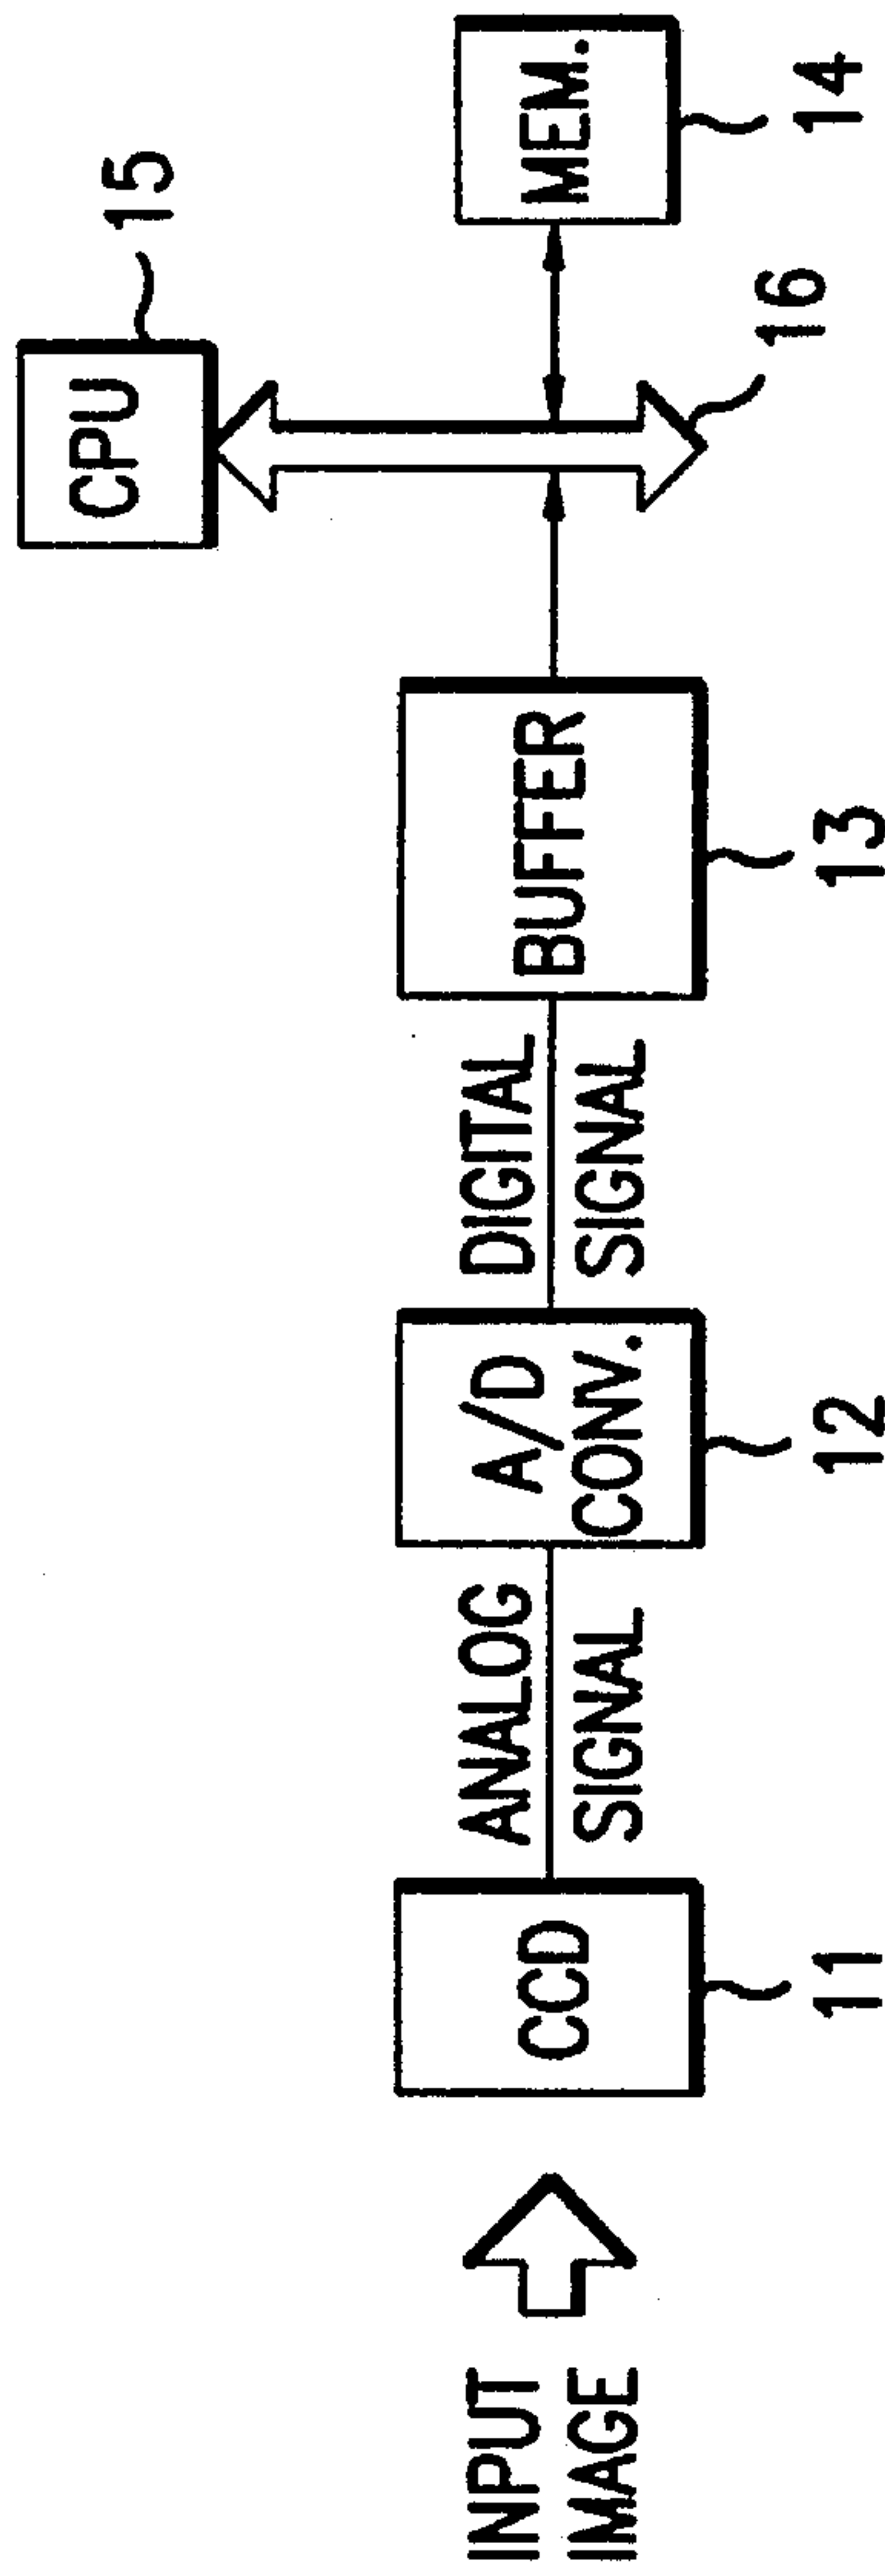 INPUT
IMAGE
CCD
11
ANALOG
SIGNAL
A/D
CONV.
12
DIGITAL
SIGNAL
BUFFER
13
CPU
15
16
MEM.
14